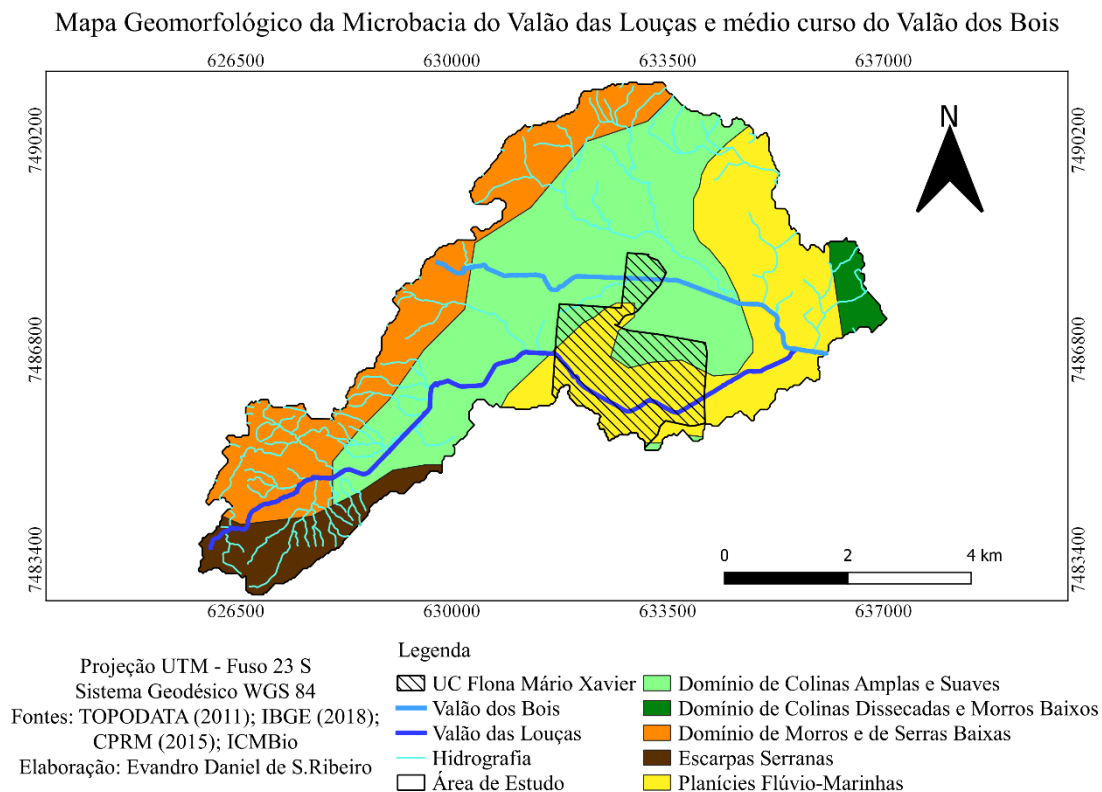 Mapa Geomorfológico da Microbacia do Valão das Louças e médio curso do Valão dos Bois
626500 630000 633500 637000
7490200 7490200
N
7486800 7486800
7483400 7483400
0 2 4 km
626500 630000 633500 637000
Projeção UTM - Fuso 23 S
Sistema Geodésico WGS 84
Fontes: TOPODATA (2011); IBGE (2018);
CPRM (2015); ICMBio
Elaboração: Evandro Daniel de S.Ribeiro
Legenda
UC Flona Mário Xavier
Valão dos Bois
Valão das Louças
Hidrografia
Área de Estudo
Domínio de Colinas Amplas e Suaves
Domínio de Colinas Dissecadas e Morros Baixos
Domínio de Morros e de Serras Baixas
Escarpas Serranas
Planícies Flúvio-Marinhas